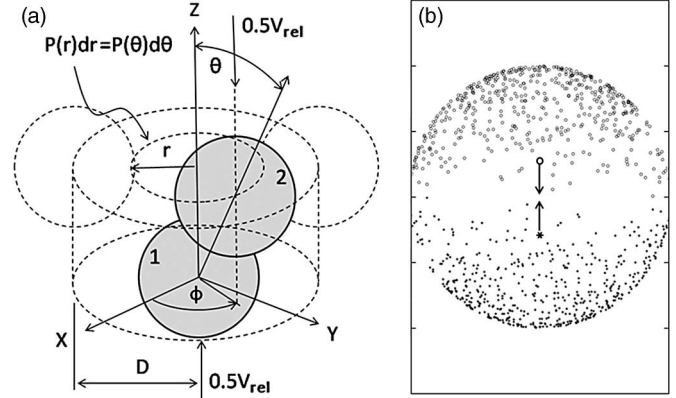 (a)
Z
0.5V_rel
P(r)dr=P(θ)dθ
θ
r
2
1
ϕ
X
Y
D
0.5V_rel
(b)
*